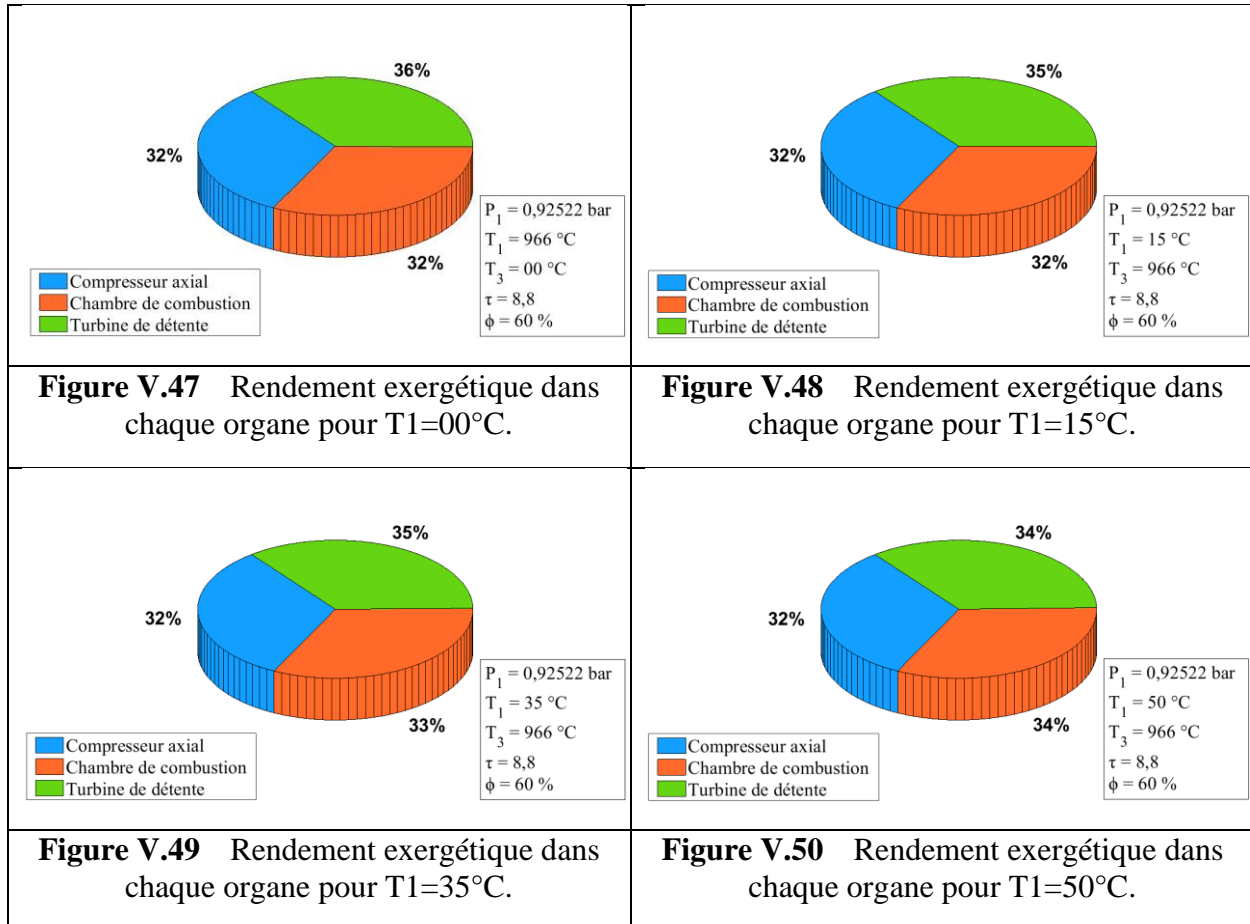 36%
32%
32%
P1 = 0,92522 bar
T1 = 966 °C
T3 = 00 °C
τ = 8,8
ϕ = 60 %
Compresseur axial
Chambre de combustion
Turbine de détente
Figure V.47 Rendement exergétique dans
chaque organe pour T1=00°C.
35%
32%
32%
P1 = 0,92522 bar
T1 = 15 °C
T3 = 966 °C
τ = 8,8
ϕ = 60 %
Compresseur axial
Chambre de combustion
Turbine de détente
Figure V.48 Rendement exergétique dans
chaque organe pour T1=15°C.
35%
32%
33%
P1 = 0,92522 bar
T1 = 35 °C
T3 = 966 °C
τ = 8,8
ϕ = 60 %
Compresseur axial
Chambre de combustion
Turbine de détente
Figure V.49 Rendement exergétique dans
chaque organe pour T1=35°C.
34%
32%
34%
P1 = 0,92522 bar
T1 = 50 °C
T3 = 966 °C
τ = 8,8
ϕ = 60 %
Compresseur axial
Chambre de combustion
Turbine de détente
Figure V.50 Rendement exergétique dans
chaque organe pour T1=50°C.